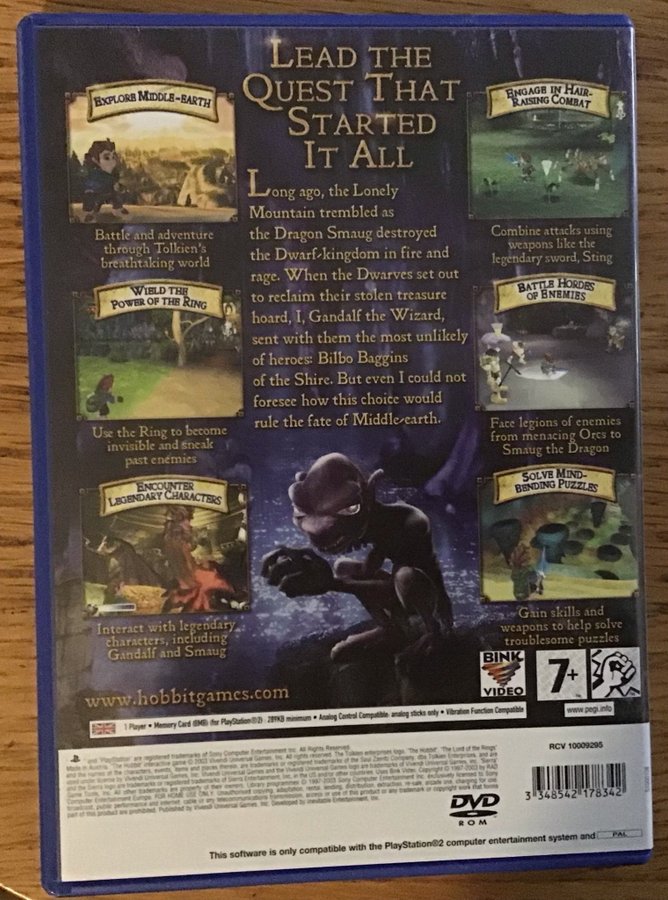 LEAD THE
QUEST THAT
STARTED
IT ALL
Long ago, the Lonely
Mountain trembled as
the Dragon Smaug destroyed
the Dwarf-kingdom in fire and
rage. When the Dwarves set out
to reclaim their stolen treasure
hoard, I, Gandalf the Wizard,
sent with them the most unlikely
of heroes: Bilbo Baggins
of the Shire. But even I could not
foresee how this choice would
rule the fate of Middle-earth.
EXPLORE MIDDLE-EARTH
Battle and adventure
through Tolkien's
breathtaking world
WIELD THE
POWER OF THE RING
Use the Ring to become
invisible and sneak
past enemies
ENCOUNTER
LEGENDARY CHARACTERS
Interact with legendary
characters, including
Gandalf and Smaug
ENGAGE IN HAIR-
RAISING COMBAT
Combine attacks using
weapons like the
legendary sword, Sting
BATTLE HORDES
OF ENEMIES
Face legions of enemies
from menacing Orcs to
Smaug the Dragon
SOLVE MIND-
BENDING PUZZLES
Gain skills and
weapons to help solve
troublesome puzzles
www.hobbitgames.com
BINK
VIDEO
7+
www.pegi.info
1 Player • Memory Card (8MB) (for PlayStation®2): 289KB minimum • Analog Control Compatible: analog sticks only • Vibration Function Compatible
RCV 10009295
3 348542 178342
DVD
ROM
This software is only compatible with the PlayStation®2 computer entertainment system and PAL